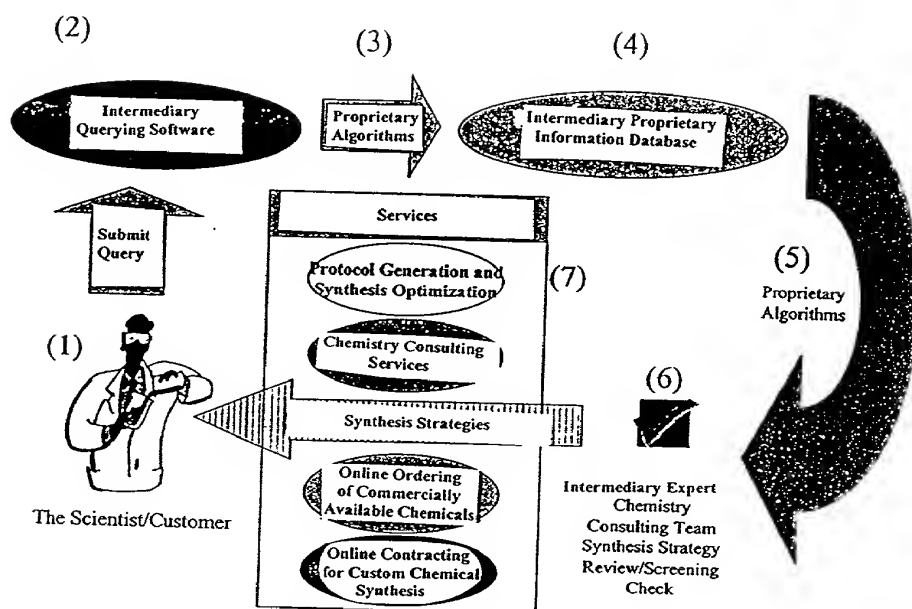 (2)
(3)
(4)
Intermediary
Querying Software
Proprietary
Algorithms
Intermediary Proprietary
Information Database
Submit
Query
Services
Protocol Generation and
Synthesis Optimization
(7)
(5)
Proprietary
Algorithms
(1)
Chemistry Consulting
Services
(6)
Synthesis Strategies
The Scientist/Customer
Online Ordering
of Commercially
Available Chemicals
Online Contracting
for Custom Chemical
Synthesis
Intermediary Expert
Chemistry
Consulting Team
Synthesis Strategy
Review/Screening
Check